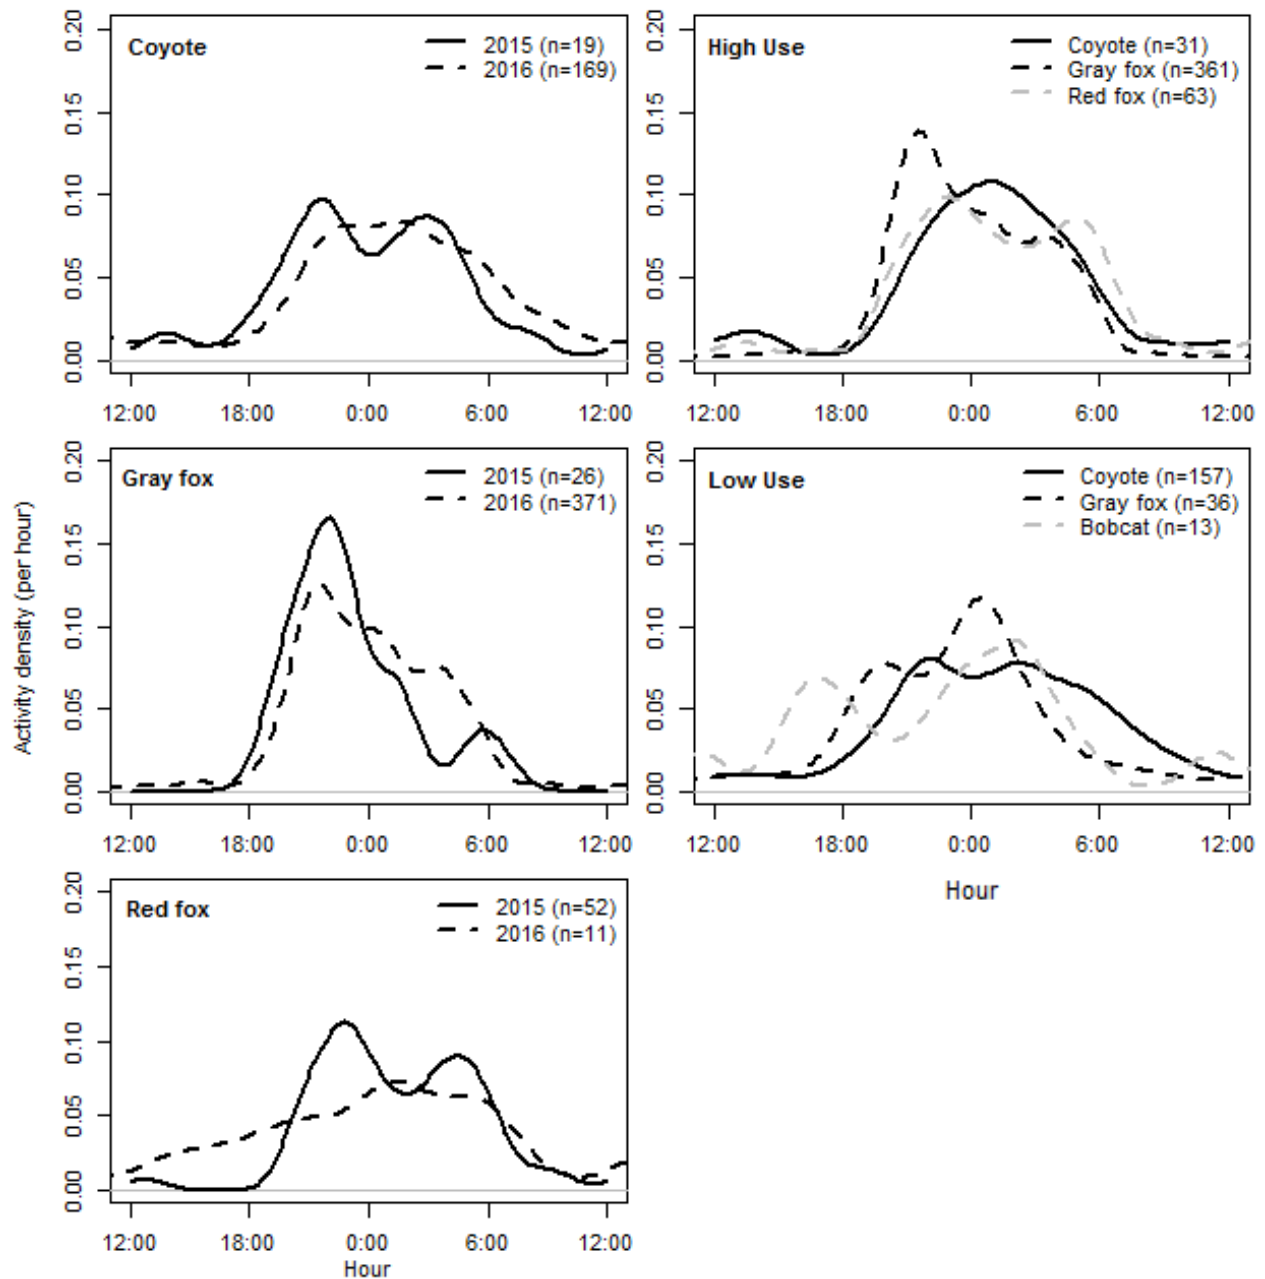 Coyote
2015 (n=19)
2016 (n=169)
0.20
0.15
0.10
0.05
0.00
12:00 18:00 0:00 6:00 12:00
High Use
Coyote (n=31)
Gray fox (n=361)
Red fox (n=63)
0.20
0.15
0.10
0.05
0.00
12:00 18:00 0:00 6:00 12:00
Activity density (per hour)
Gray fox
2015 (n=26)
2016 (n=371)
0.20
0.15
0.10
0.05
0.00
12:00 18:00 0:00 6:00 12:00
Low Use
Coyote (n=157)
Gray fox (n=36)
Bobcat (n=13)
0.20
0.15
0.10
0.05
0.00
12:00 18:00 0:00 6:00 12:00
Hour
Red fox
2015 (n=52)
2016 (n=11)
0.20
0.15
0.10
0.05
0.00
12:00 18:00 0:00 6:00 12:00
Hour